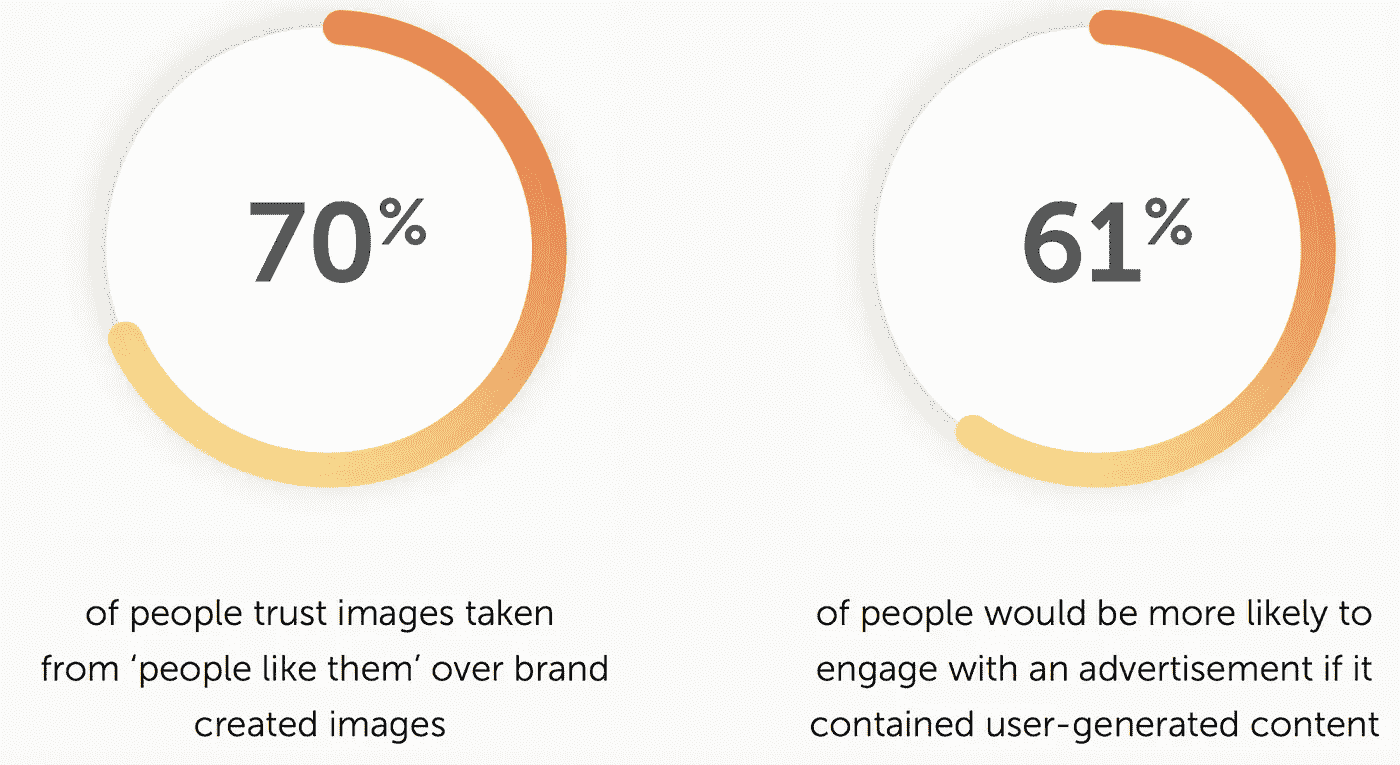 70%
of people trust images taken
from ‘people like them’ over brand
created images
61%
of people would be more likely to
engage with an advertisement if it
contained user-generated content